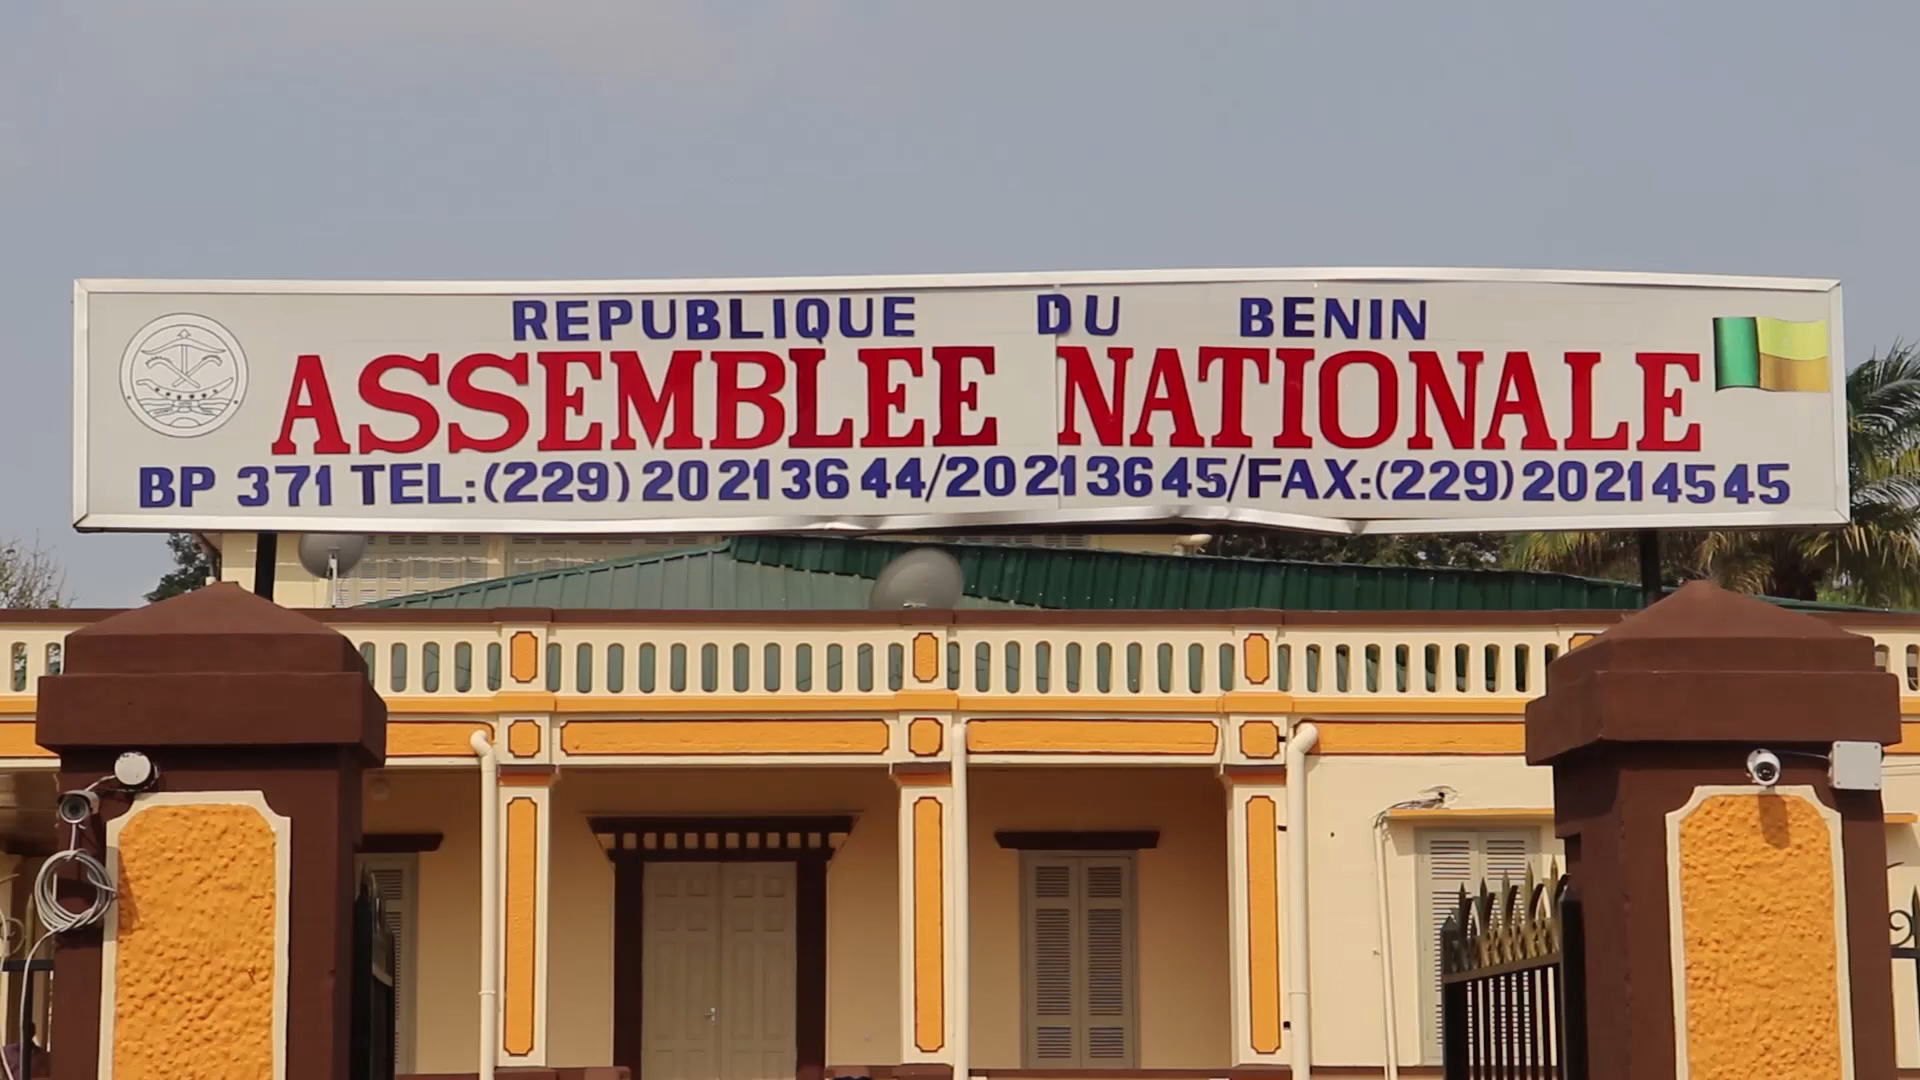 REPUBLIQUE DU BENIN
ASSEMBLEE NATIONALE
BP 371 TEL:(229) 20 21 36 44/20 21 36 45/FAX:(229) 20 21 45 45